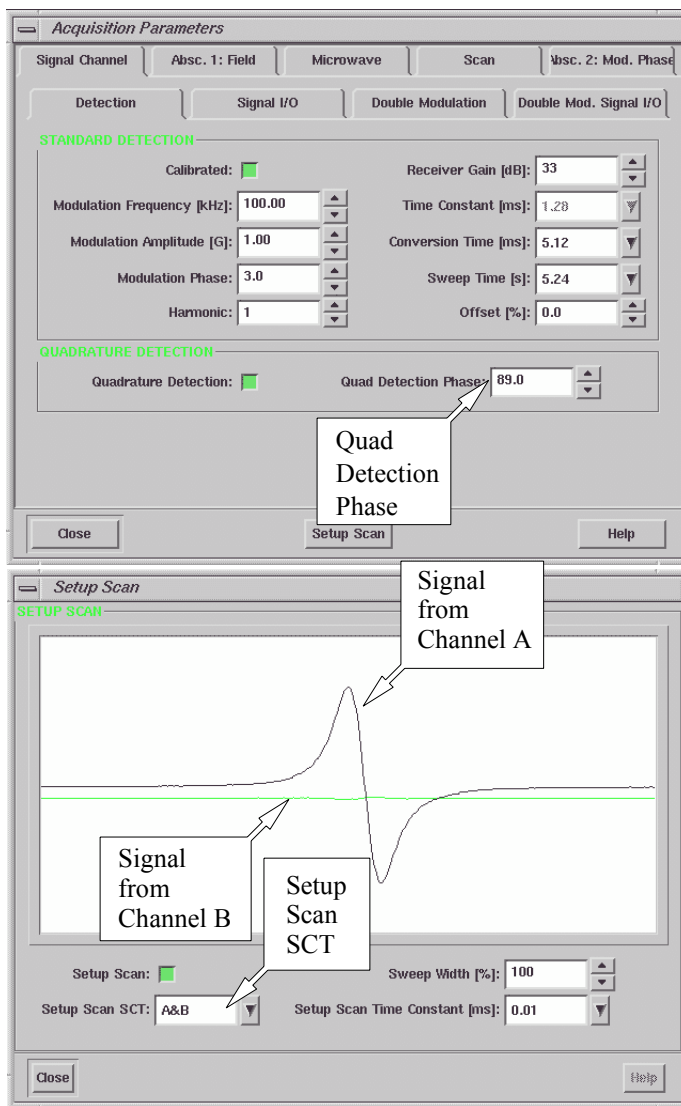 Acquisition Parameters
Signal Channel Absc. 1: Field Microwave Scan Absc. 2: Mod. Phase
Detection Signal I/O Double Modulation Double Mod. Signal I/O
STANDARD DETECTION
Calibrated: Receiver Gain [dB]: 33
Modulation Frequency [kHz]: 100.00 Time Constant [ms]: 1.28
Modulation Amplitude [G]: 1.00 Conversion Time [ms]: 5.12
Modulation Phase: 3.0 Sweep Time [s]: 5.24
Harmonic: 1 Offset [%]: 0.0
QUADRATURE DETECTION
Quadrature Detection: Quad Detection Phase: 89.0
Quad
Detection
Phase
Close Setup Scan Help
Setup Scan
SETUP SCAN
Signal
from
Channel A
Signal
from
Channel B
Setup
Scan
SCT
Setup Scan: Sweep Width [%]: 100
Setup Scan SCT: A&B Setup Scan Time Constant [ms]: 0.01
Close Help